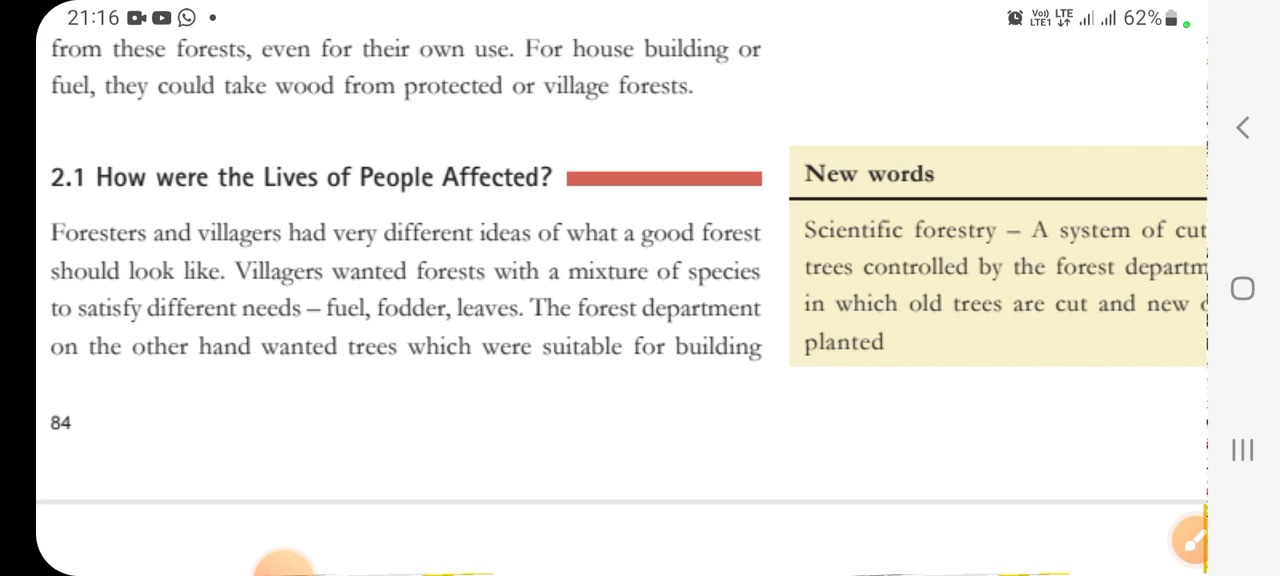 21:16
Vo)) LTE
LTE1
62%
from these forests, even for their own use. For house building or
fuel, they could take wood from protected or village forests.
2.1 How were the Lives of People Affected?
Foresters and villagers had very different ideas of what a good forest
should look like. Villagers wanted forests with a mixture of species
to satisfy different needs – fuel, fodder, leaves. The forest department
on the other hand wanted trees which were suitable for building
New words
Scientific forestry – A system of cut
trees controlled by the forest departm
in which old trees are cut and new
planted
84